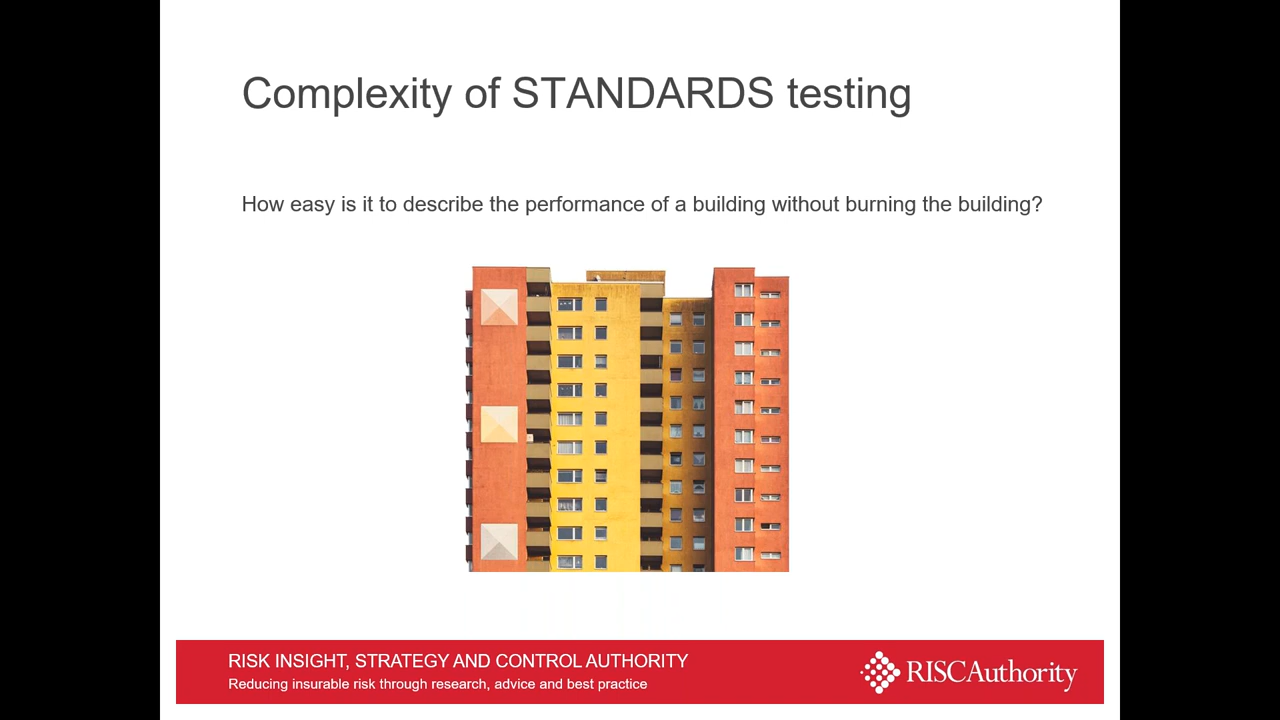 Complexity of STANDARDS testing
How easy is it to describe the performance of a building without burning the building?
RISK INSIGHT, STRATEGY AND CONTROL AUTHORITY
Reducing insurable risk through research, advice and best practice
RISCAuthority